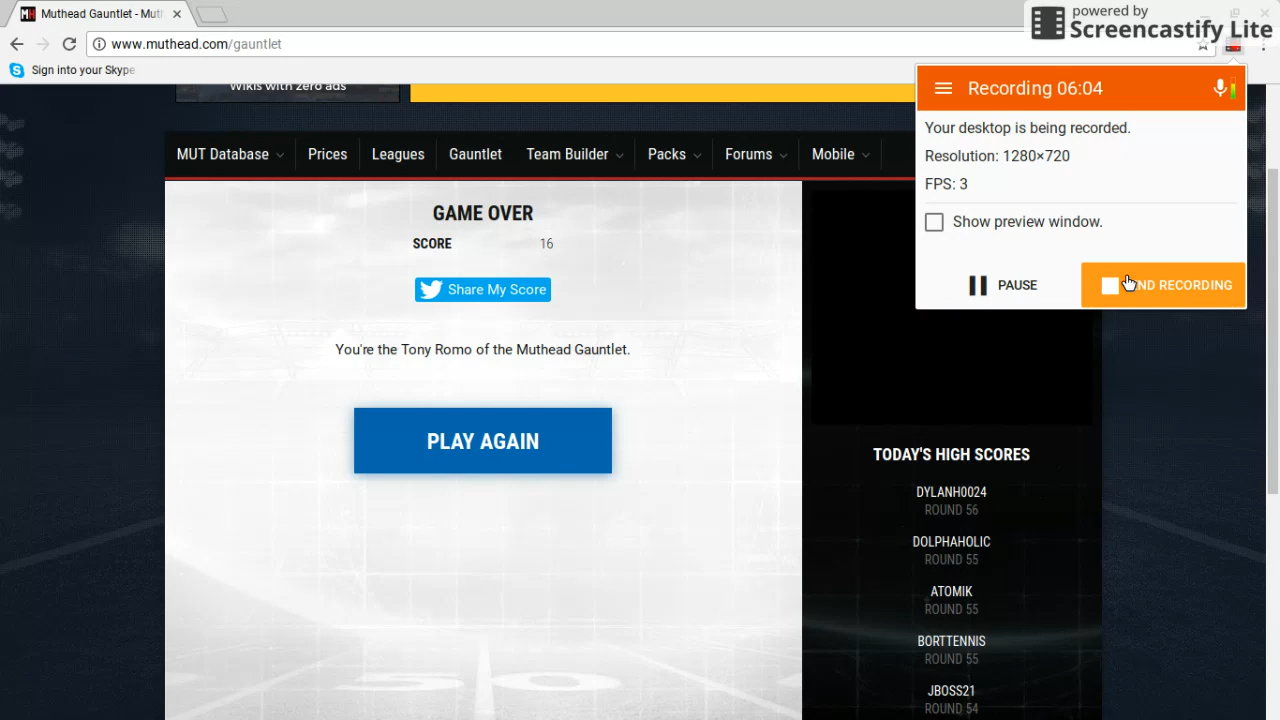 MH Muthead Gauntlet - Mut
powered by
Screencastify Lite
www.muthead.com/gauntlet
Sign into your Skype
Wikis with zero ads
Recording 06:04
Your desktop is being recorded.
Resolution: 1280×720
FPS: 3
Show preview window.
PAUSE
END RECORDING
MUT Database
Prices
Leagues
Gauntlet
Team Builder
Packs
Forums
Mobile
GAME OVER
SCORE 16
Share My Score
You're the Tony Romo of the Muthead Gauntlet.
PLAY AGAIN
5 0
TODAY'S HIGH SCORES
DYLANH0024
ROUND 56
DOLPHAHOLIC
ROUND 55
ATOMIK
ROUND 55
BORTTENNIS
ROUND 55
JBOSS21
ROUND 54